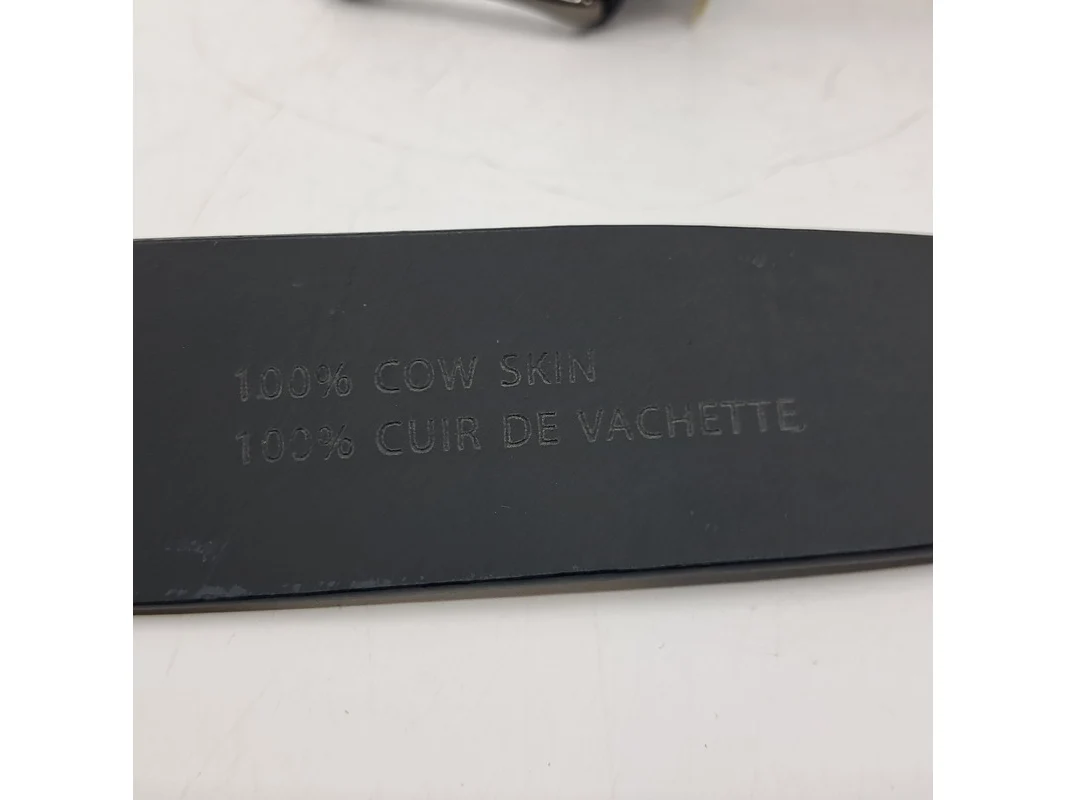 100% COW SKIN
100% CUIR DE VACHETTE